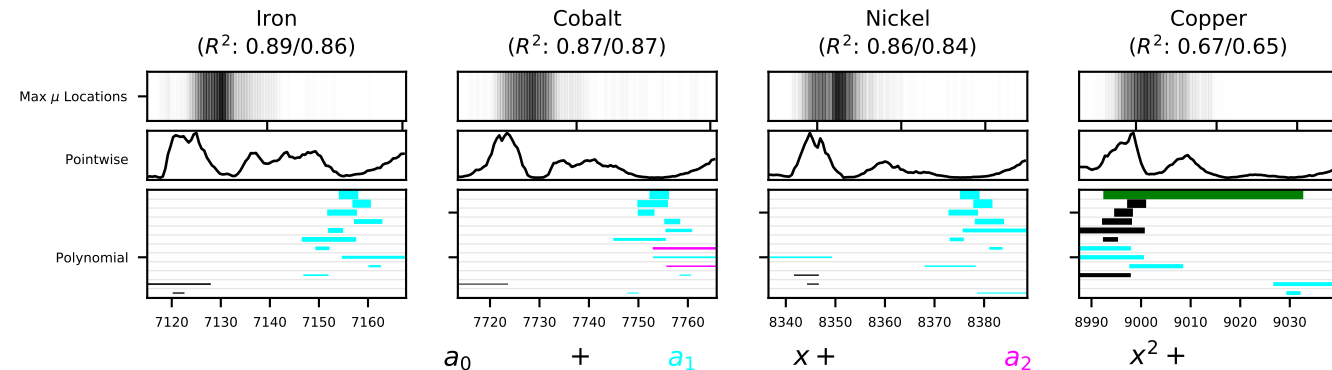 Iron Cobalt Nickel Copper
(R²: 0.89/0.86) (R²: 0.87/0.87) (R²: 0.86/0.84) (R²: 0.67/0.65)
Max μ Locations
Pointwise
Polynomial
7120 7130 7140 7150 7160 7720 7730 7740 7750 7760 8340 8350 8360 8370 8380 8990 9000 9010 9020 9030
a₀ + a₁ x + a₂ x² +